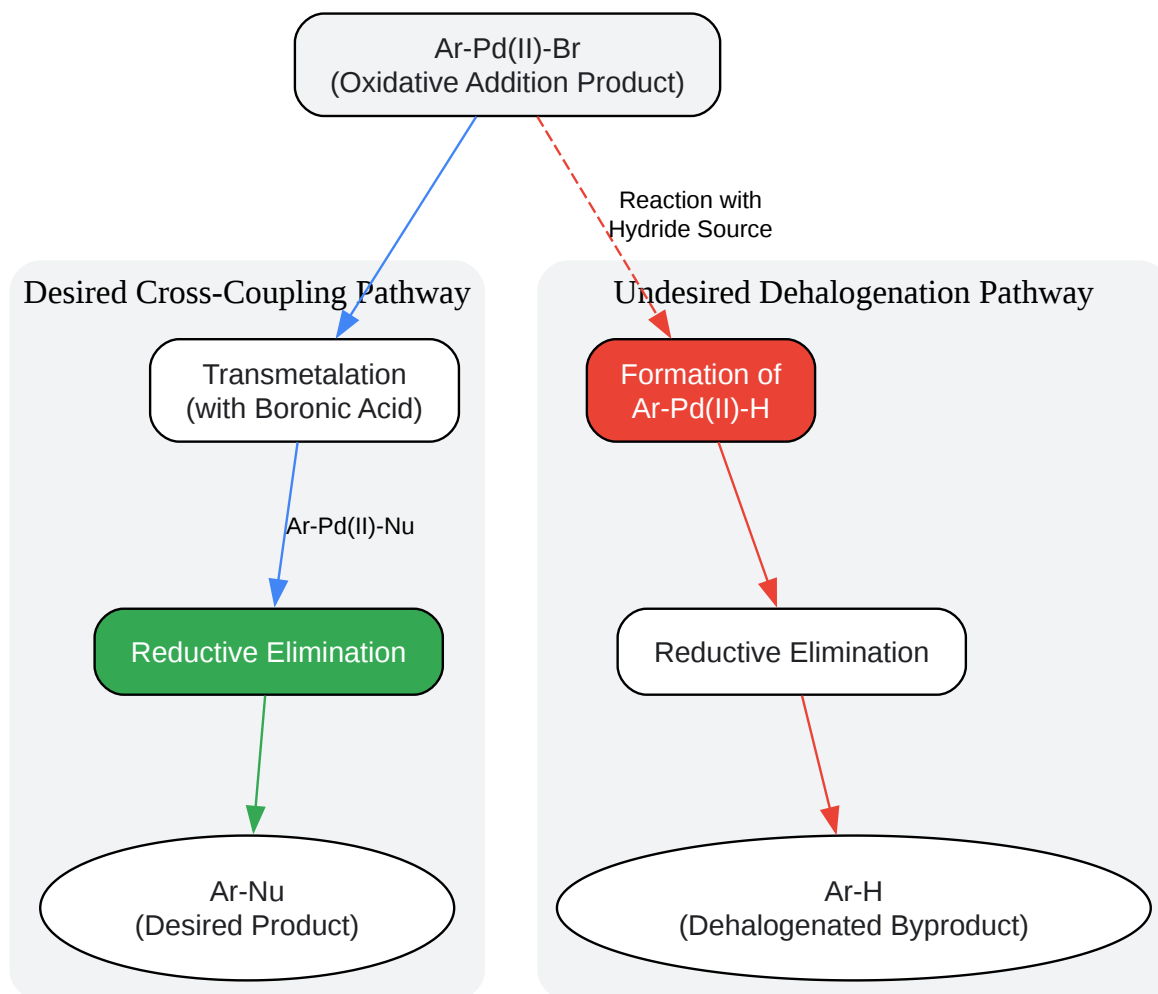 Ar-Pd(II)-Br
(Oxidative Addition Product)
Reaction with
Hydride Source
Desired Cross-Coupling Pathway
Undesired Dehalogenation Pathway
Transmetalation
(with Boronic Acid)
Formation of
Ar-Pd(II)-H
Ar-Pd(II)-Nu
Reductive Elimination
Reductive Elimination
Ar-Nu
(Desired Product)
Ar-H
(Dehalogenated Byproduct)